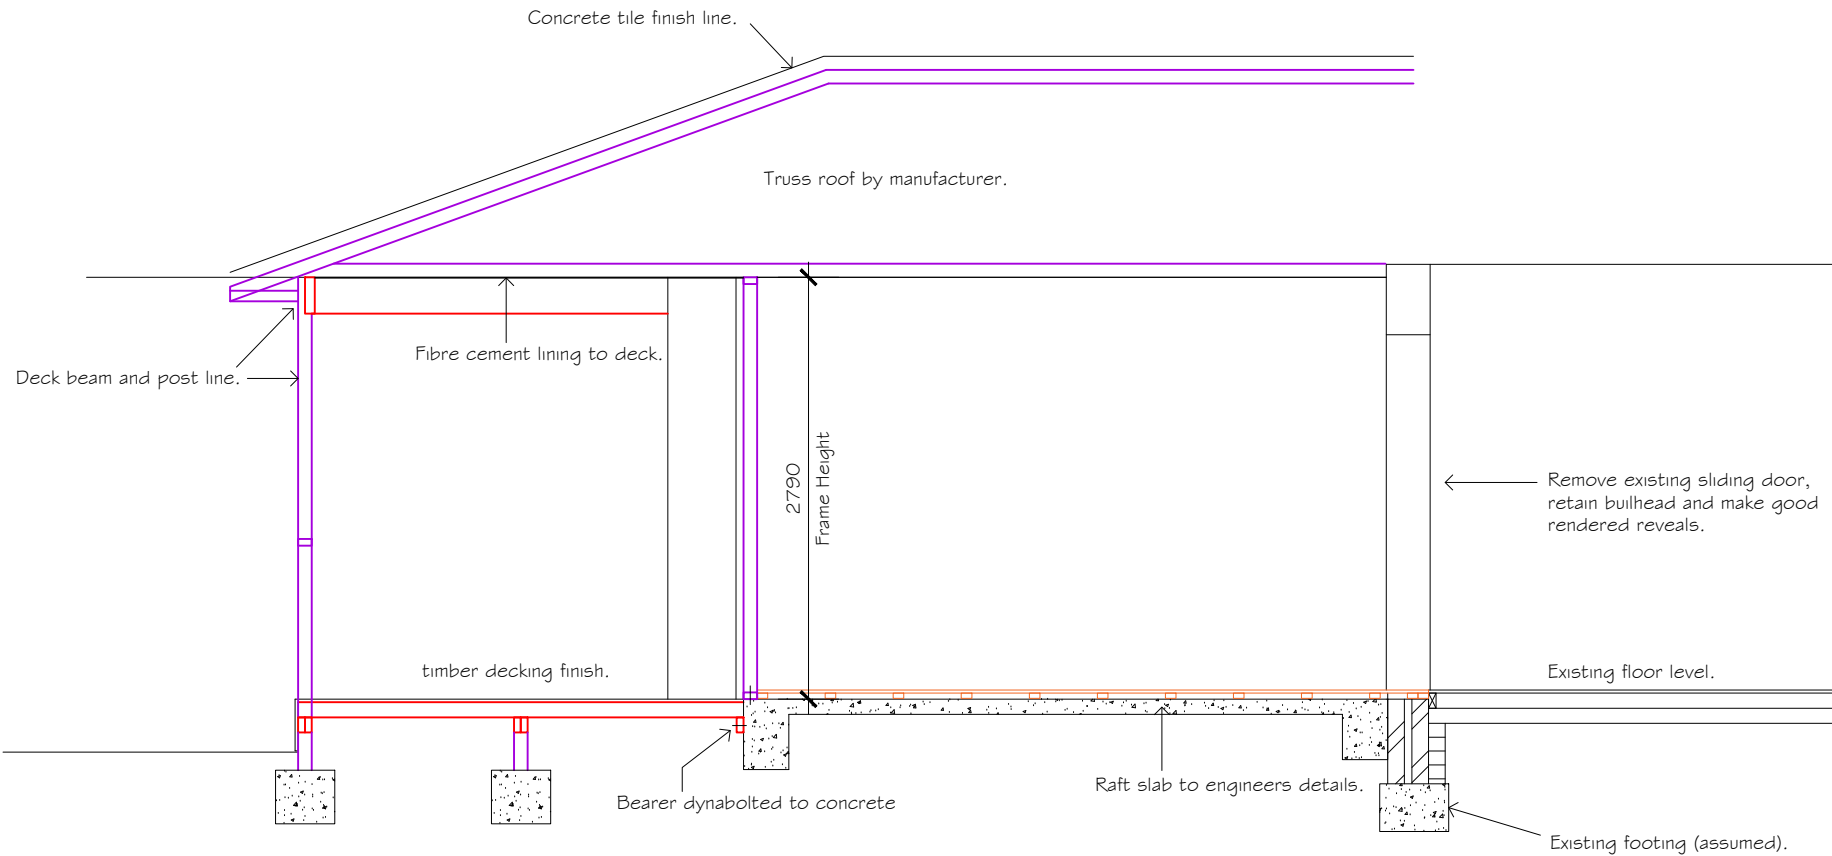 Concrete tile finish line.
Truss roof by manufacturer.
Fibre cement lining to deck.
Deck beam and post line.
2790
Frame Height
Remove existing sliding door,
retain builhead and make good
rendered reveals.
timber decking finish.
Existing floor level.
Raft slab to engineers details.
Bearer dynabolted to concrete
Existing footing (assumed).